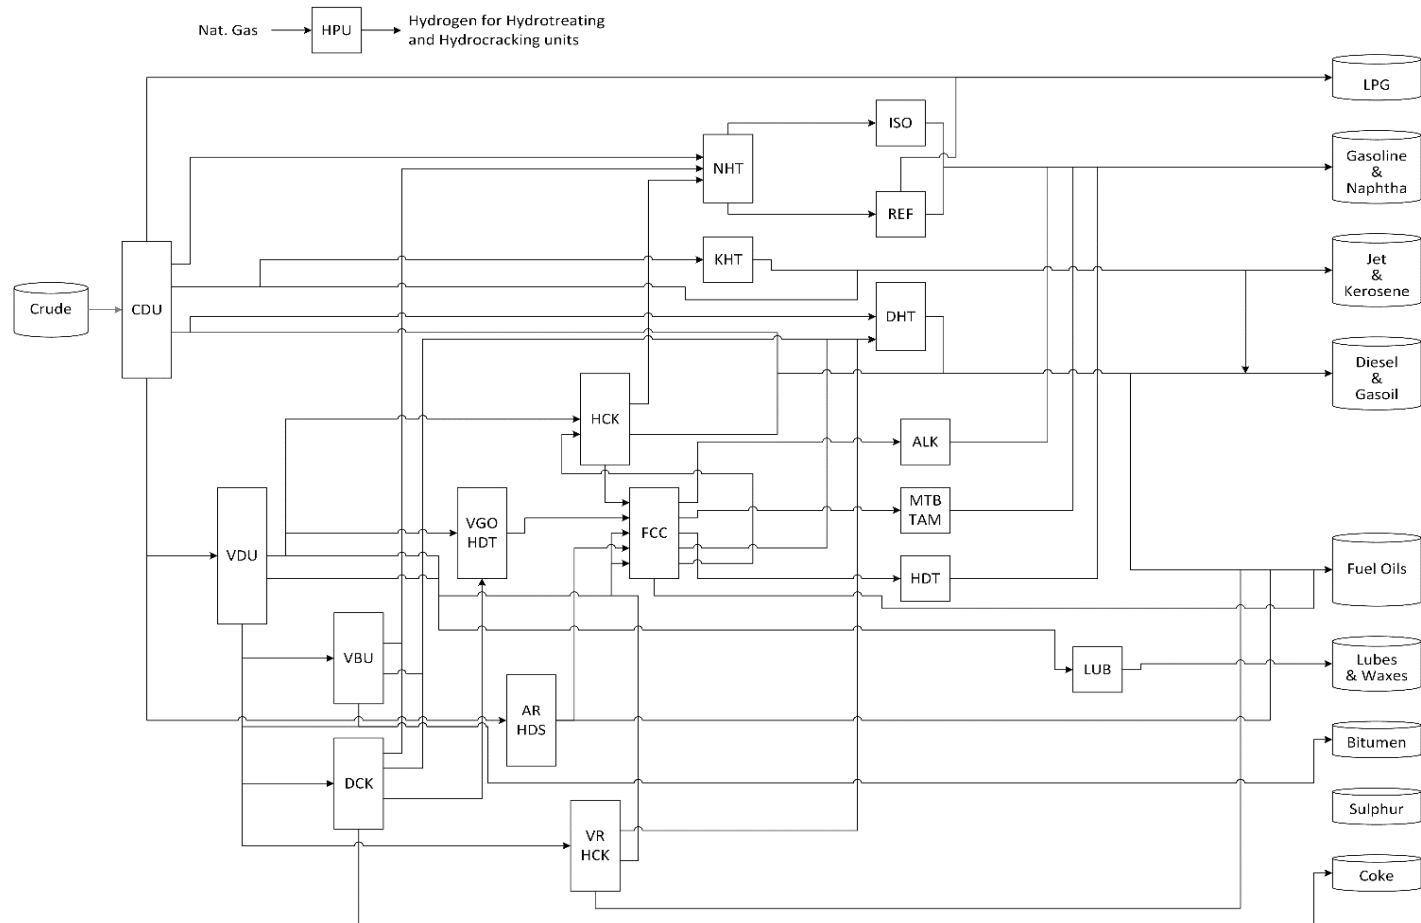 Nat. Gas
HPU
Hydrogen for Hydrotreating
and Hydrocracking units
LPG
ISO
NHT
Gasoline
&
Naphtha
REF
KHT
Jet
&
Kerosene
Crude
CDU
DHT
Diesel
&
Gasoil
HCK
ALK
VGO
HDT
MTB
TAM
FCC
VDU
HDT
Fuel Oils
VBU
LUB
Lubes
& Waxes
AR
HDS
Bitumen
DCK
Sulphur
VR
HCK
Coke